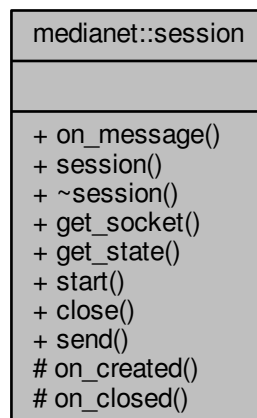 medianet::session
+ on_message()
+ session()
+ ~session()
+ get_socket()
+ get_state()
+ start()
+ close()
+ send()
# on_created()
# on_closed()